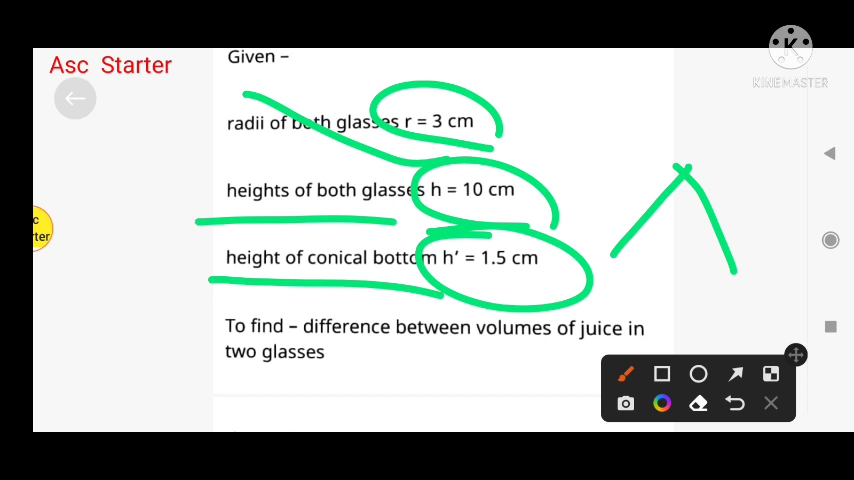 Given –
Asc Starter
KINEMASTER
radii of both glasses r = 3 cm
heights of both glasses h = 10 cm
c
rter
height of conical bottom h’ = 1.5 cm
To find – difference between volumes of juice in
two glasses